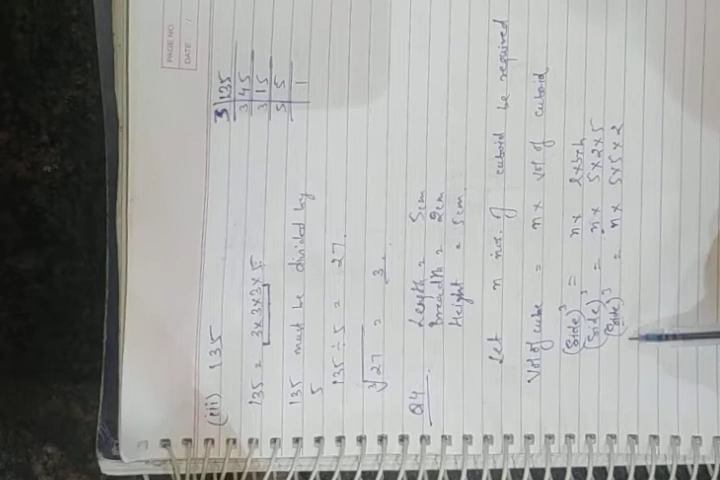 PAGE NO
DATE
(iii) 135
3 | 135
3 | 45
3 | 15
5 | 5
1
135 = 3x3x3x5
135 must be divided by
5
135 ÷ 5 = 27.
∛27 = 3.
Q4 Length = 5cm
Breadth = 2cm
Height = 5cm.
Let n nos. of cuboid be required
Vol of cube = n x vol of cuboid
(Side)³ = n x lxbxh
(Side)³ = n x 5x2x5
(Side)³ = n x 5x5x2